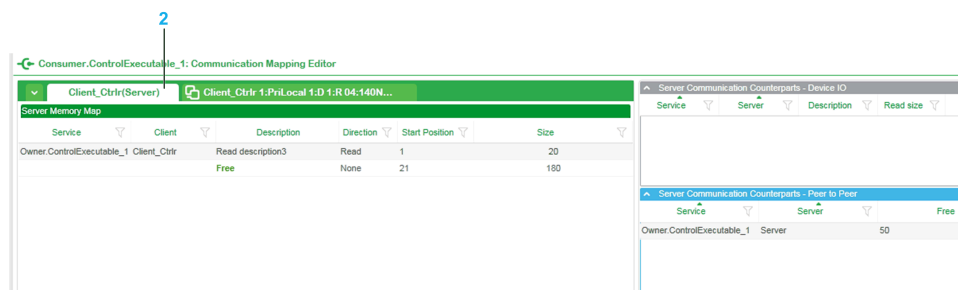 2
Consumer.ControlExecutable_1: Communication Mapping Editor
Client_Ctrlr(Server) Client_Ctrlr 1:PriLocal 1:D 1:R 04:140N...
Server Memory Map
Service Client Description Direction Start Position Size
Owner.ControlExecutable_1 Client_Ctrlr Read description3 Read 1 20
Free None 21 180
Server Communication Counterparts - Device IO
Service Server Description Read size
Server Communication Counterparts - Peer to Peer
Service Server Free
Owner.ControlExecutable_1 Server 50